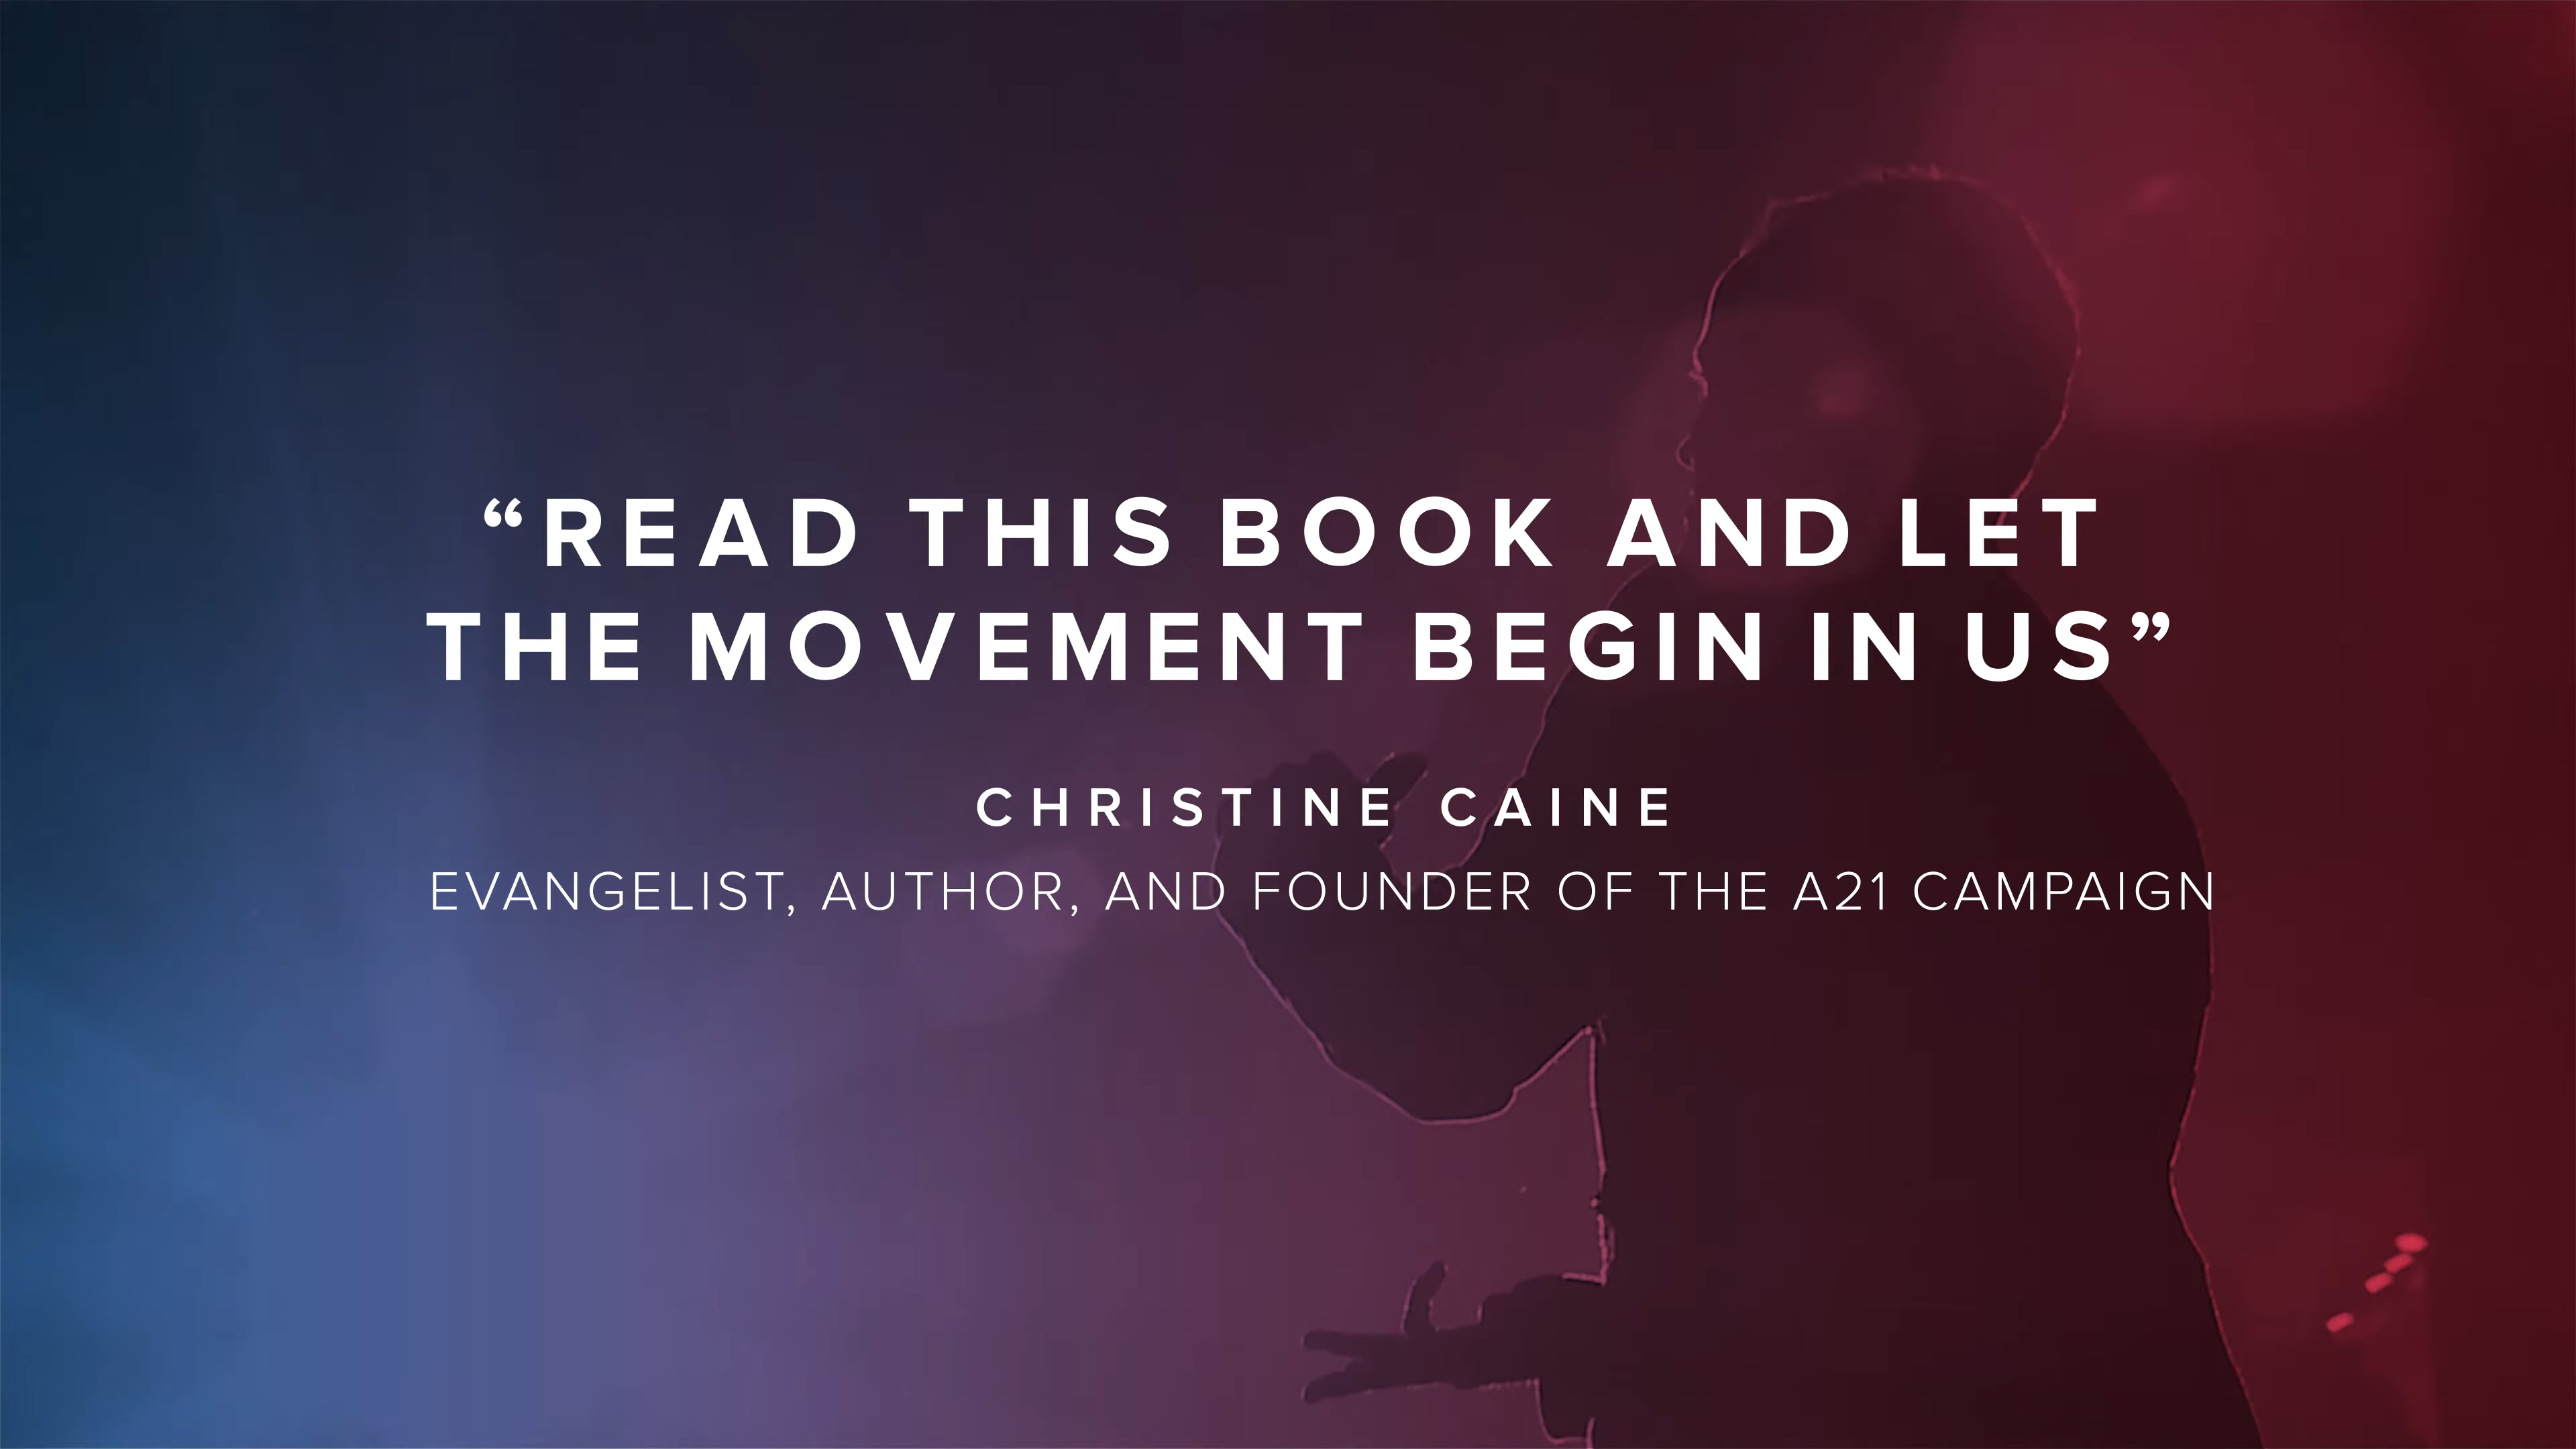 “READ THIS BOOK AND LET
THE MOVEMENT BEGIN IN US”
CHRISTINE CAINE
EVANGELIST, AUTHOR, AND FOUNDER OF THE A21 CAMPAIGN